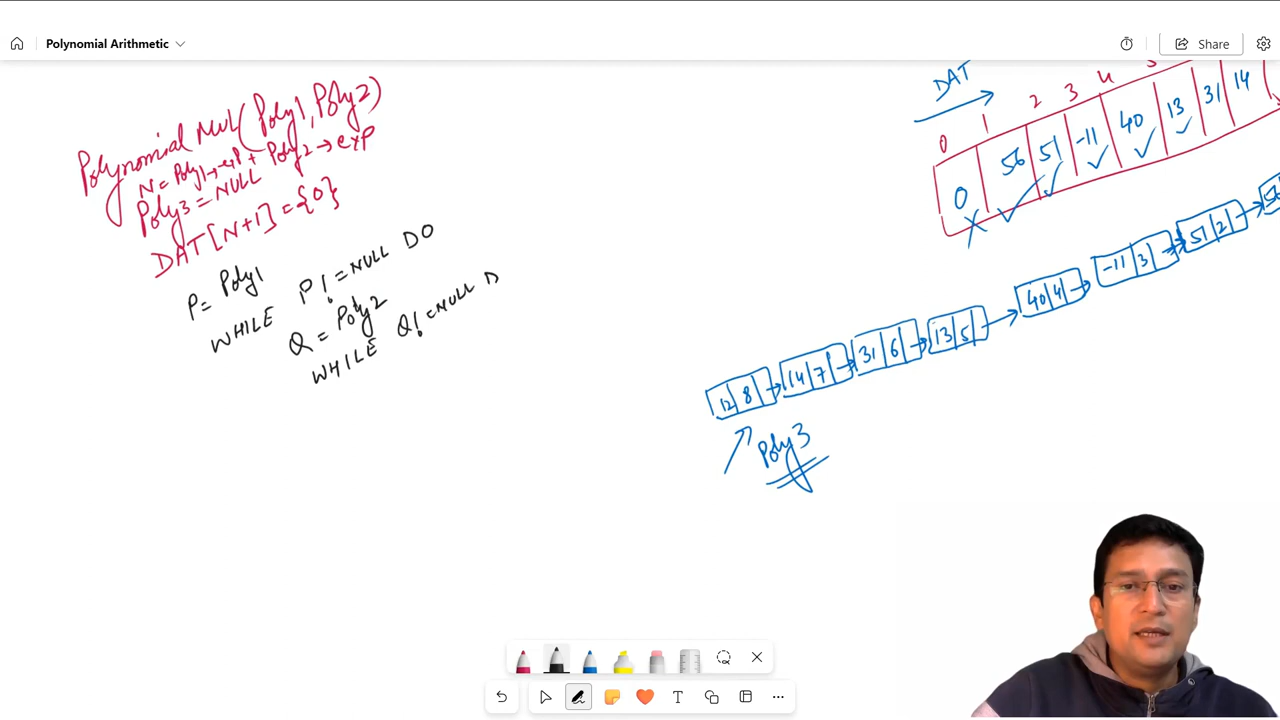 Polynomial Arithmetic
Share
Polynomial Mul(Poly1, Poly2)
N = Poly1→exp + Poly2→exp
Poly3 = NULL
DAT[N+1] = {0}
P = Poly1
WHILE P != NULL DO
Q = Poly2
WHILE Q != NULL D
DAT
0 1 2 3 4 5
0 56 51 -11 40 13 31 14
12 8 14 7 31 6 13 5 40 4 -11 3 51 2 56
Poly3
T